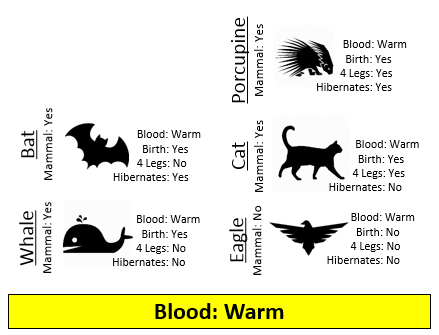 Porcupine
Mammal: Yes
Blood: Warm
Birth: Yes
4 Legs: Yes
Hibernates: Yes
Bat
Mammal: Yes
Blood: Warm
Birth: Yes
4 Legs: No
Hibernates: Yes
Cat
Mammal: Yes
Blood: Warm
Birth: Yes
4 Legs: Yes
Hibernates: No
Whale
Mammal: Yes
Blood: Warm
Birth: Yes
4 Legs: No
Hibernates: No
Eagle
Mammal: No
Blood: Warm
Birth: No
4 Legs: No
Hibernates: No
Blood: Warm